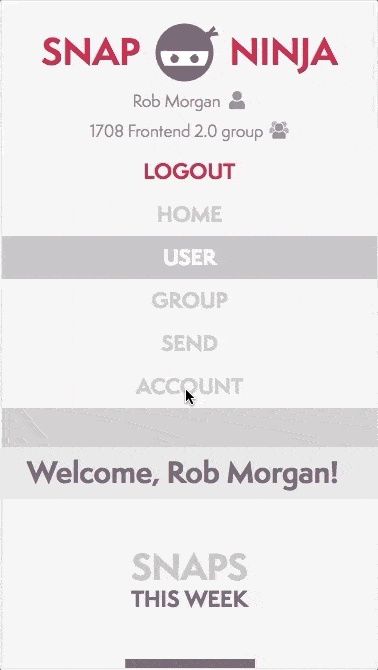 SNAP NINJA
Rob Morgan
1708 Frontend 2.0 group
LOGOUT
HOME
USER
GROUP
SEND
ACCOUNT
Welcome, Rob Morgan!
SNAPS
THIS WEEK